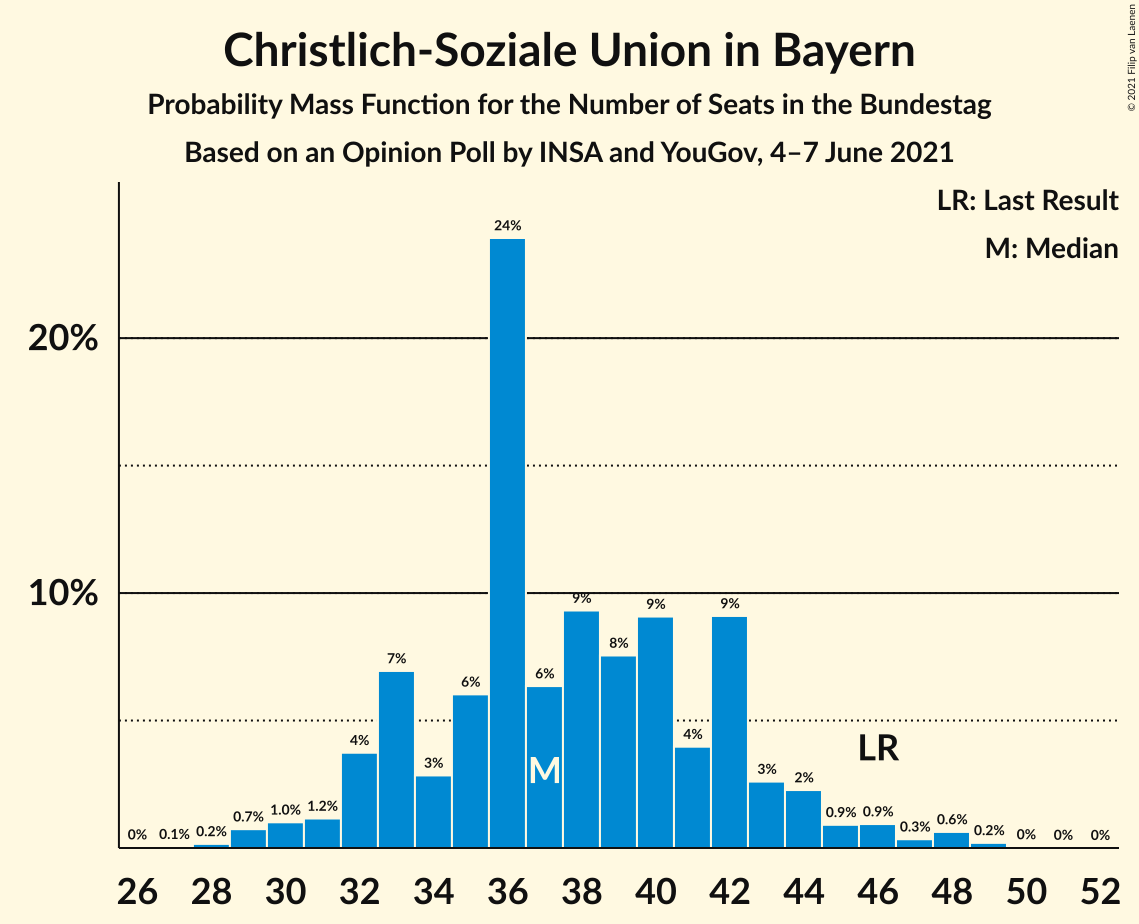 Christlich-Soziale Union in Bayern
Probability Mass Function for the Number of Seats in the Bundestag
Based on an Opinion Poll by INSA and YouGov, 4–7 June 2021
© 2021 Filip van Laenen
LR: Last Result
M: Median
20%
10%
0% 0.1% 0.2% 0.7% 1.0% 1.2% 4% 7% 3% 6% 24% 6% 9% 8% 9% 4% 9% 3% 2% 0.9% 0.9% 0.3% 0.6% 0.2% 0% 0% 0%
M
LR
26 28 30 32 34 36 38 40 42 44 46 48 50 52